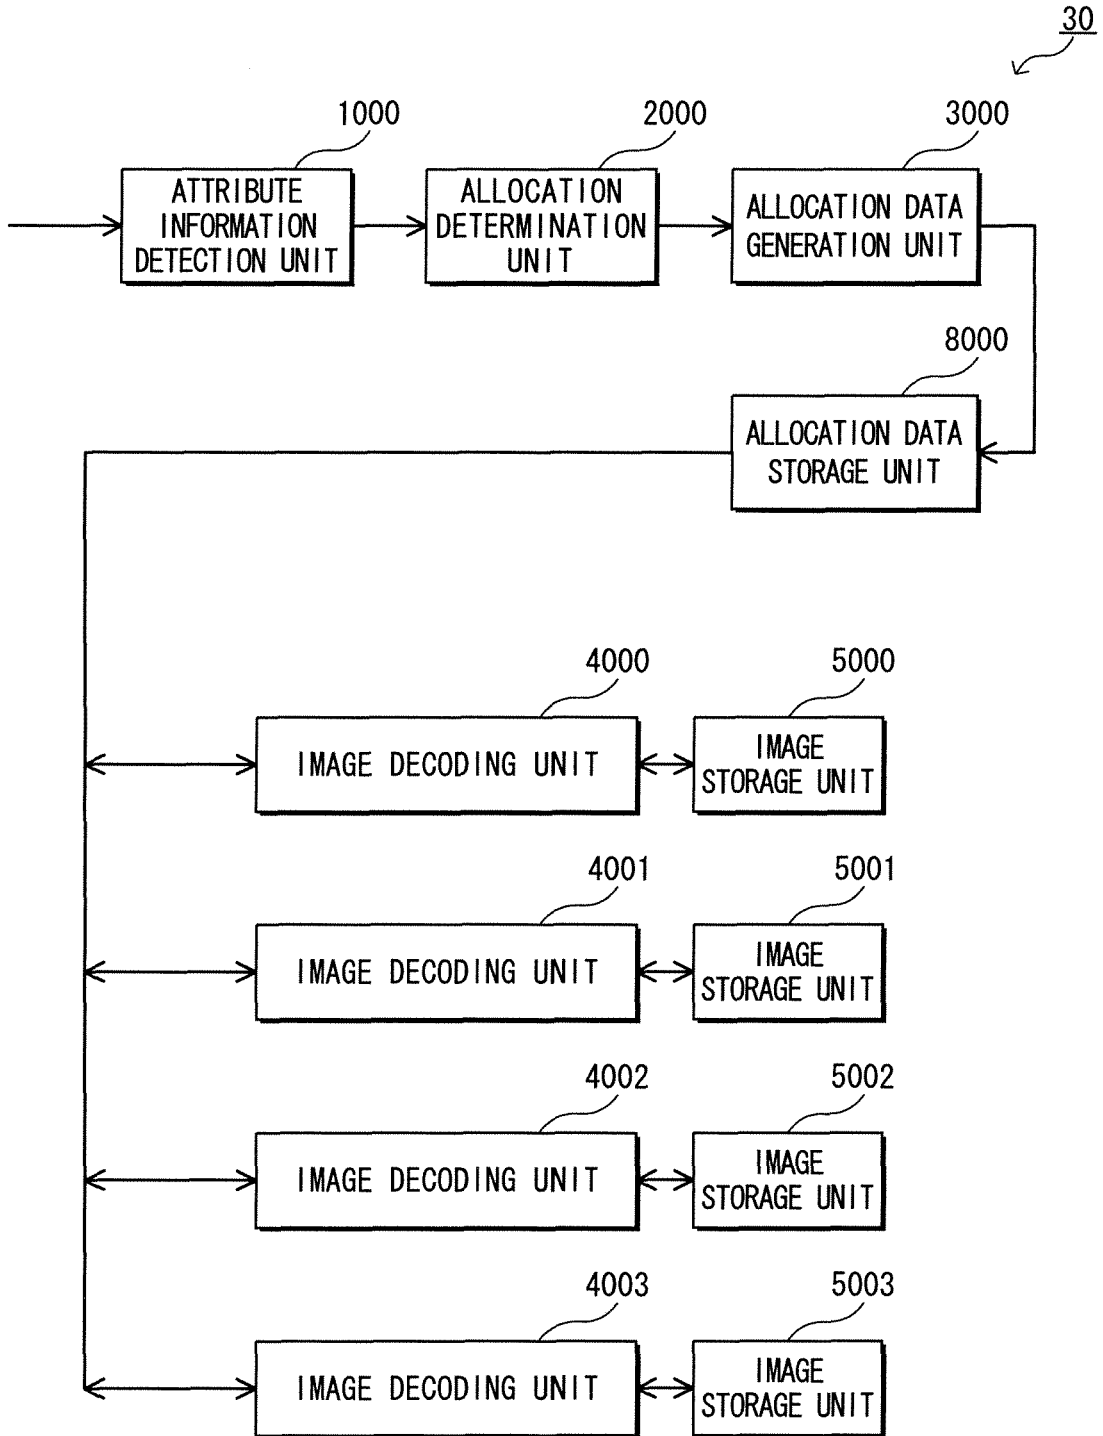 30
1000
2000
3000
ATTRIBUTE
INFORMATION
DETECTION UNIT
ALLOCATION
DETERMINATION
UNIT
ALLOCATION DATA
GENERATION UNIT
8000
ALLOCATION DATA
STORAGE UNIT
4000
5000
IMAGE DECODING UNIT
IMAGE
STORAGE UNIT
4001
5001
IMAGE DECODING UNIT
IMAGE
STORAGE UNIT
4002
5002
IMAGE DECODING UNIT
IMAGE
STORAGE UNIT
4003
5003
IMAGE DECODING UNIT
IMAGE
STORAGE UNIT